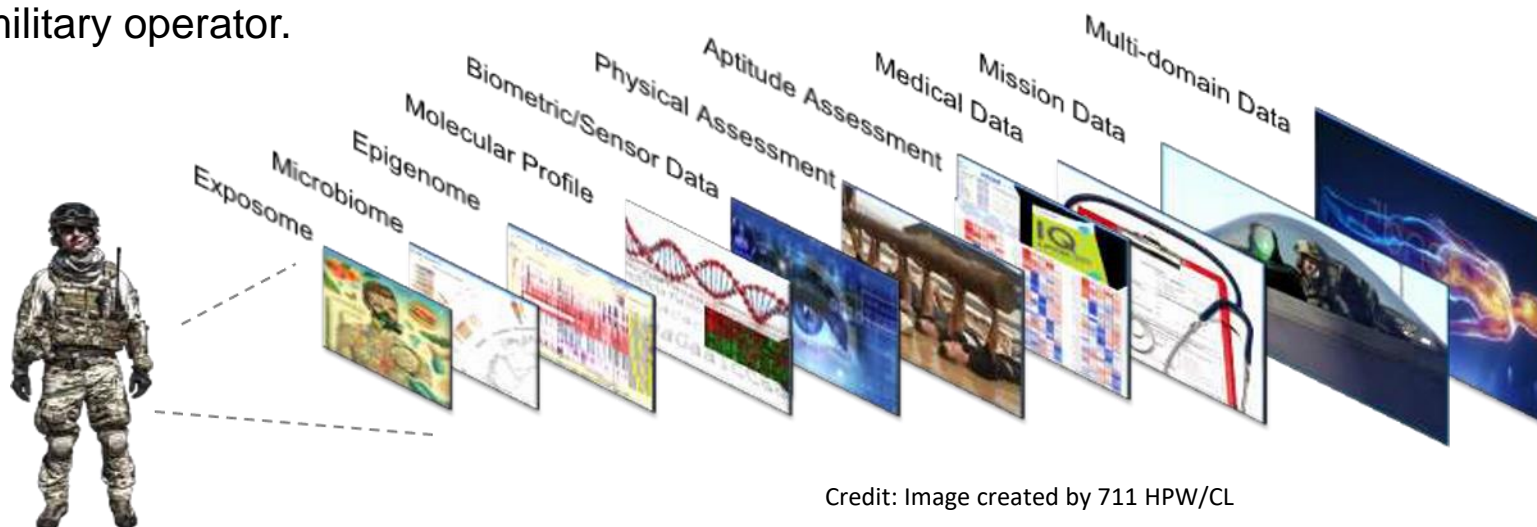 military operator.
Exposome
Microbiome
Epigenome
Molecular Profile
Biometric/Sensor Data
Physical Assessment
Aptitude Assessment
Medical Data
Mission Data
Multi-domain Data
IQ
Credit: Image created by 711 HPW/CL